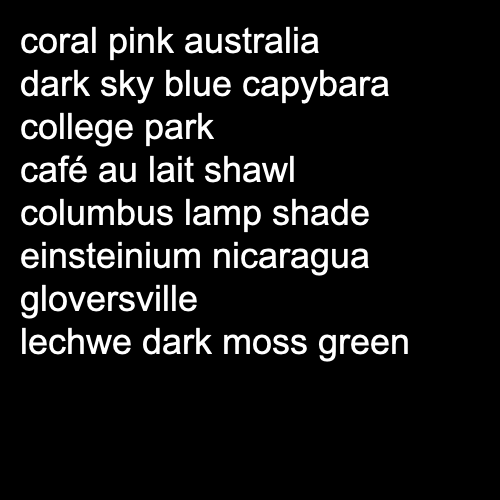 coral pink australia
dark sky blue capybara
college park
café au lait shawl
columbus lamp shade
einsteinium nicaragua
gloversville
lechwe dark moss green